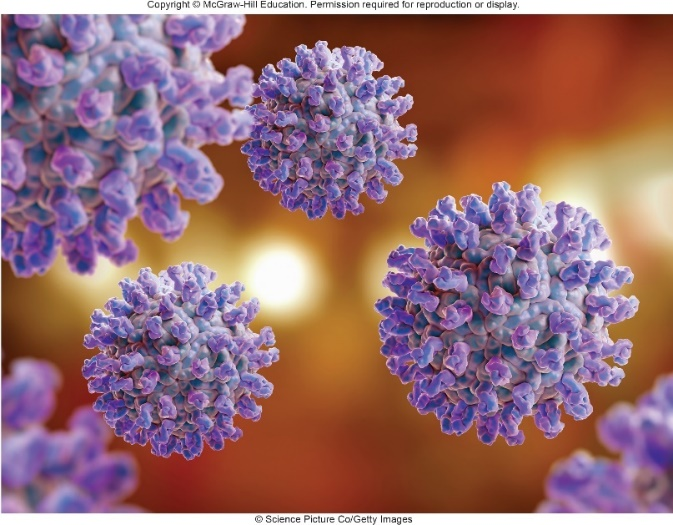 Copyright © McGraw-Hill Education. Permission required for reproduction or display.
© Science Picture Co/Getty Images